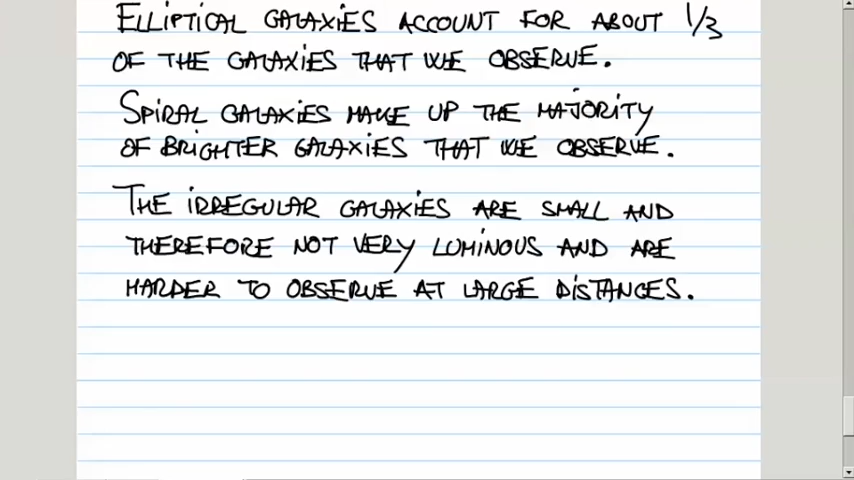 ELLIPTICAL GALAXIES ACCOUNT FOR ABOUT 1/3
OF THE GALAXIES THAT WE OBSERVE.
SPIRAL GALAXIES MAKE UP THE MAJORITY
OF BRIGHTER GALAXIES THAT WE OBSERVE.
THE IRREGULAR GALAXIES ARE SMALL AND
THEREFORE NOT VERY LUMINOUS AND ARE
HARDER TO OBSERVE AT LARGE DISTANCES.